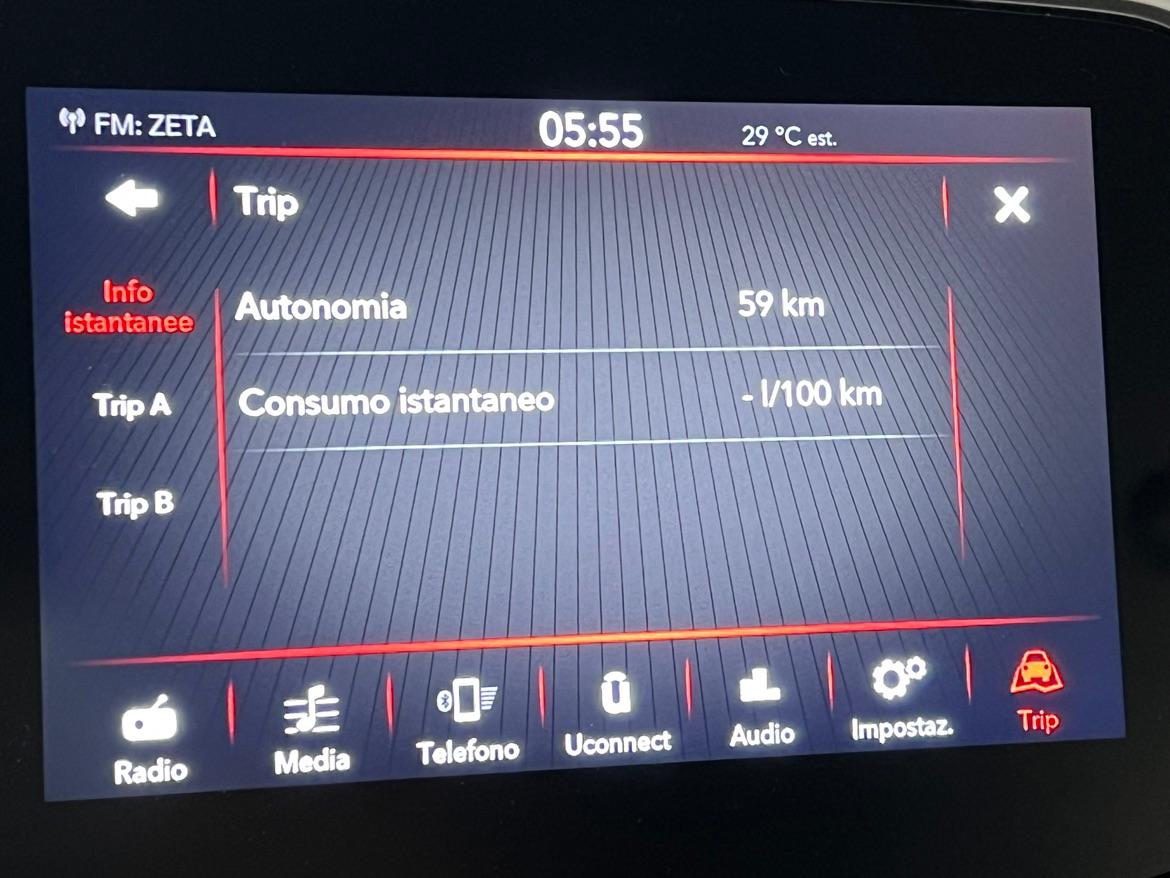 FM: ZETA 05:55 29 °C est.
Trip
Info
istantanee
Autonomia 59 km
Trip A
Consumo istantaneo - l/100 km
Trip B
Radio Media Telefono Uconnect Audio Impostaz. Trip